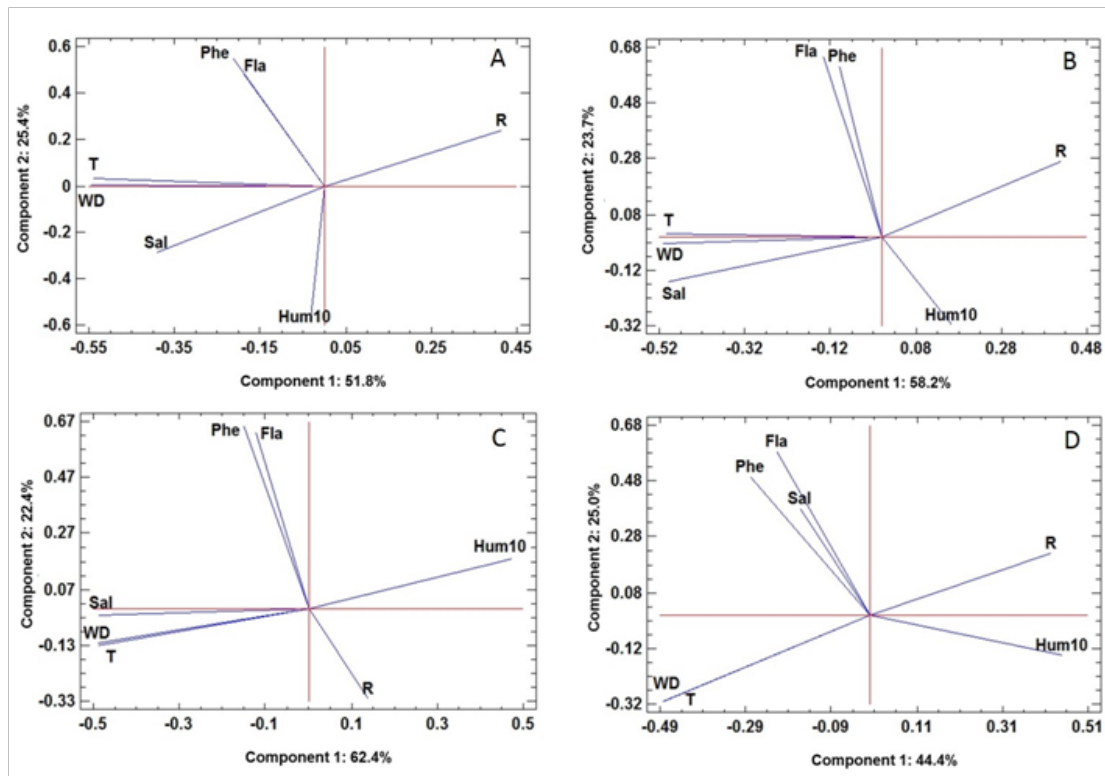 A
0.6
0.4
0.2
0
-0.2
-0.4
-0.6
-0.55 -0.35 -0.15 0.05 0.25 0.45
Component 2: 25.4%
Component 1: 51.8%
Phe
Fla
R
T
WD
Sal
Hum10
B
0.68
0.48
0.28
0.08
-0.12
-0.32
-0.52 -0.32 -0.12 0.08 0.28 0.48
Component 2: 23.7%
Component 1: 58.2%
Fla
Phe
R
T
WD
Sal
Hum10
C
0.67
0.47
0.27
0.07
-0.13
-0.33
-0.5 -0.3 -0.1 0.1 0.3 0.5
Component 2: 22.4%
Component 1: 62.4%
Phe
Fla
Hum10
Sal
WD
T
R
D
0.68
0.48
0.28
0.08
-0.12
-0.32
-0.49 -0.29 -0.09 0.11 0.31 0.51
Component 2: 25.0%
Component 1: 44.4%
Fla
Phe
Sal
R
Hum10
WD
T